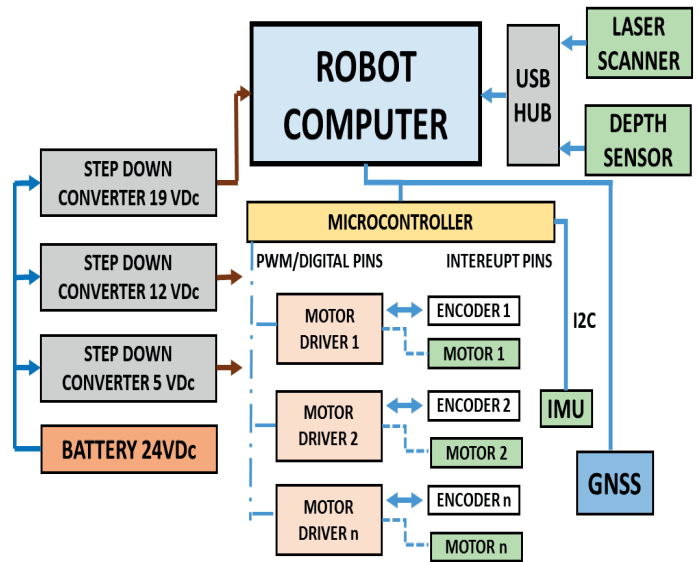 ROBOT
COMPUTER
USB
HUB
LASER
SCANNER
DEPTH
SENSOR
STEP DOWN
CONVERTER 19 VDc
STEP DOWN
CONVERTER 12 VDc
STEP DOWN
CONVERTER 5 VDc
BATTERY 24VDc
MICROCONTROLLER
PWM/DIGITAL PINS
INTEREUPT PINS
MOTOR
DRIVER 1
ENCODER 1
MOTOR 1
MOTOR
DRIVER 2
ENCODER 2
MOTOR 2
MOTOR
DRIVER n
ENCODER n
MOTOR n
I2C
IMU
GNSS